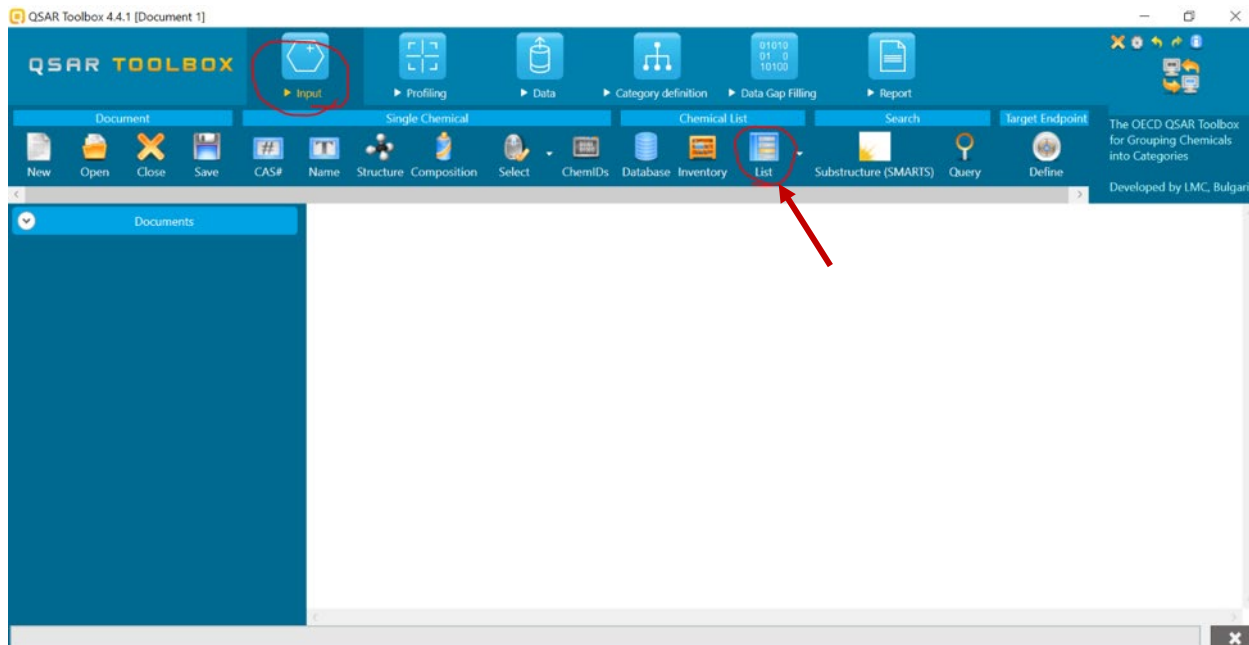 QSAR Toolbox 4.4.1 [Document 1]
QSAR TOOLBOX
Input
Profiling
Data
Category definition
Data Gap Filling
Report
01010
01 0
10100
Document
Single Chemical
Chemical List
Search
Target Endpoint
New
Open
Close
Save
#
CAS#
T
Name
Structure
Composition
Select
ChemIDs
Database
Inventory
List
Substructure (SMARTS)
Query
Define
The OECD QSAR Toolbox
for Grouping Chemicals
into Categories
Developed by LMC, Bulgari
Documents